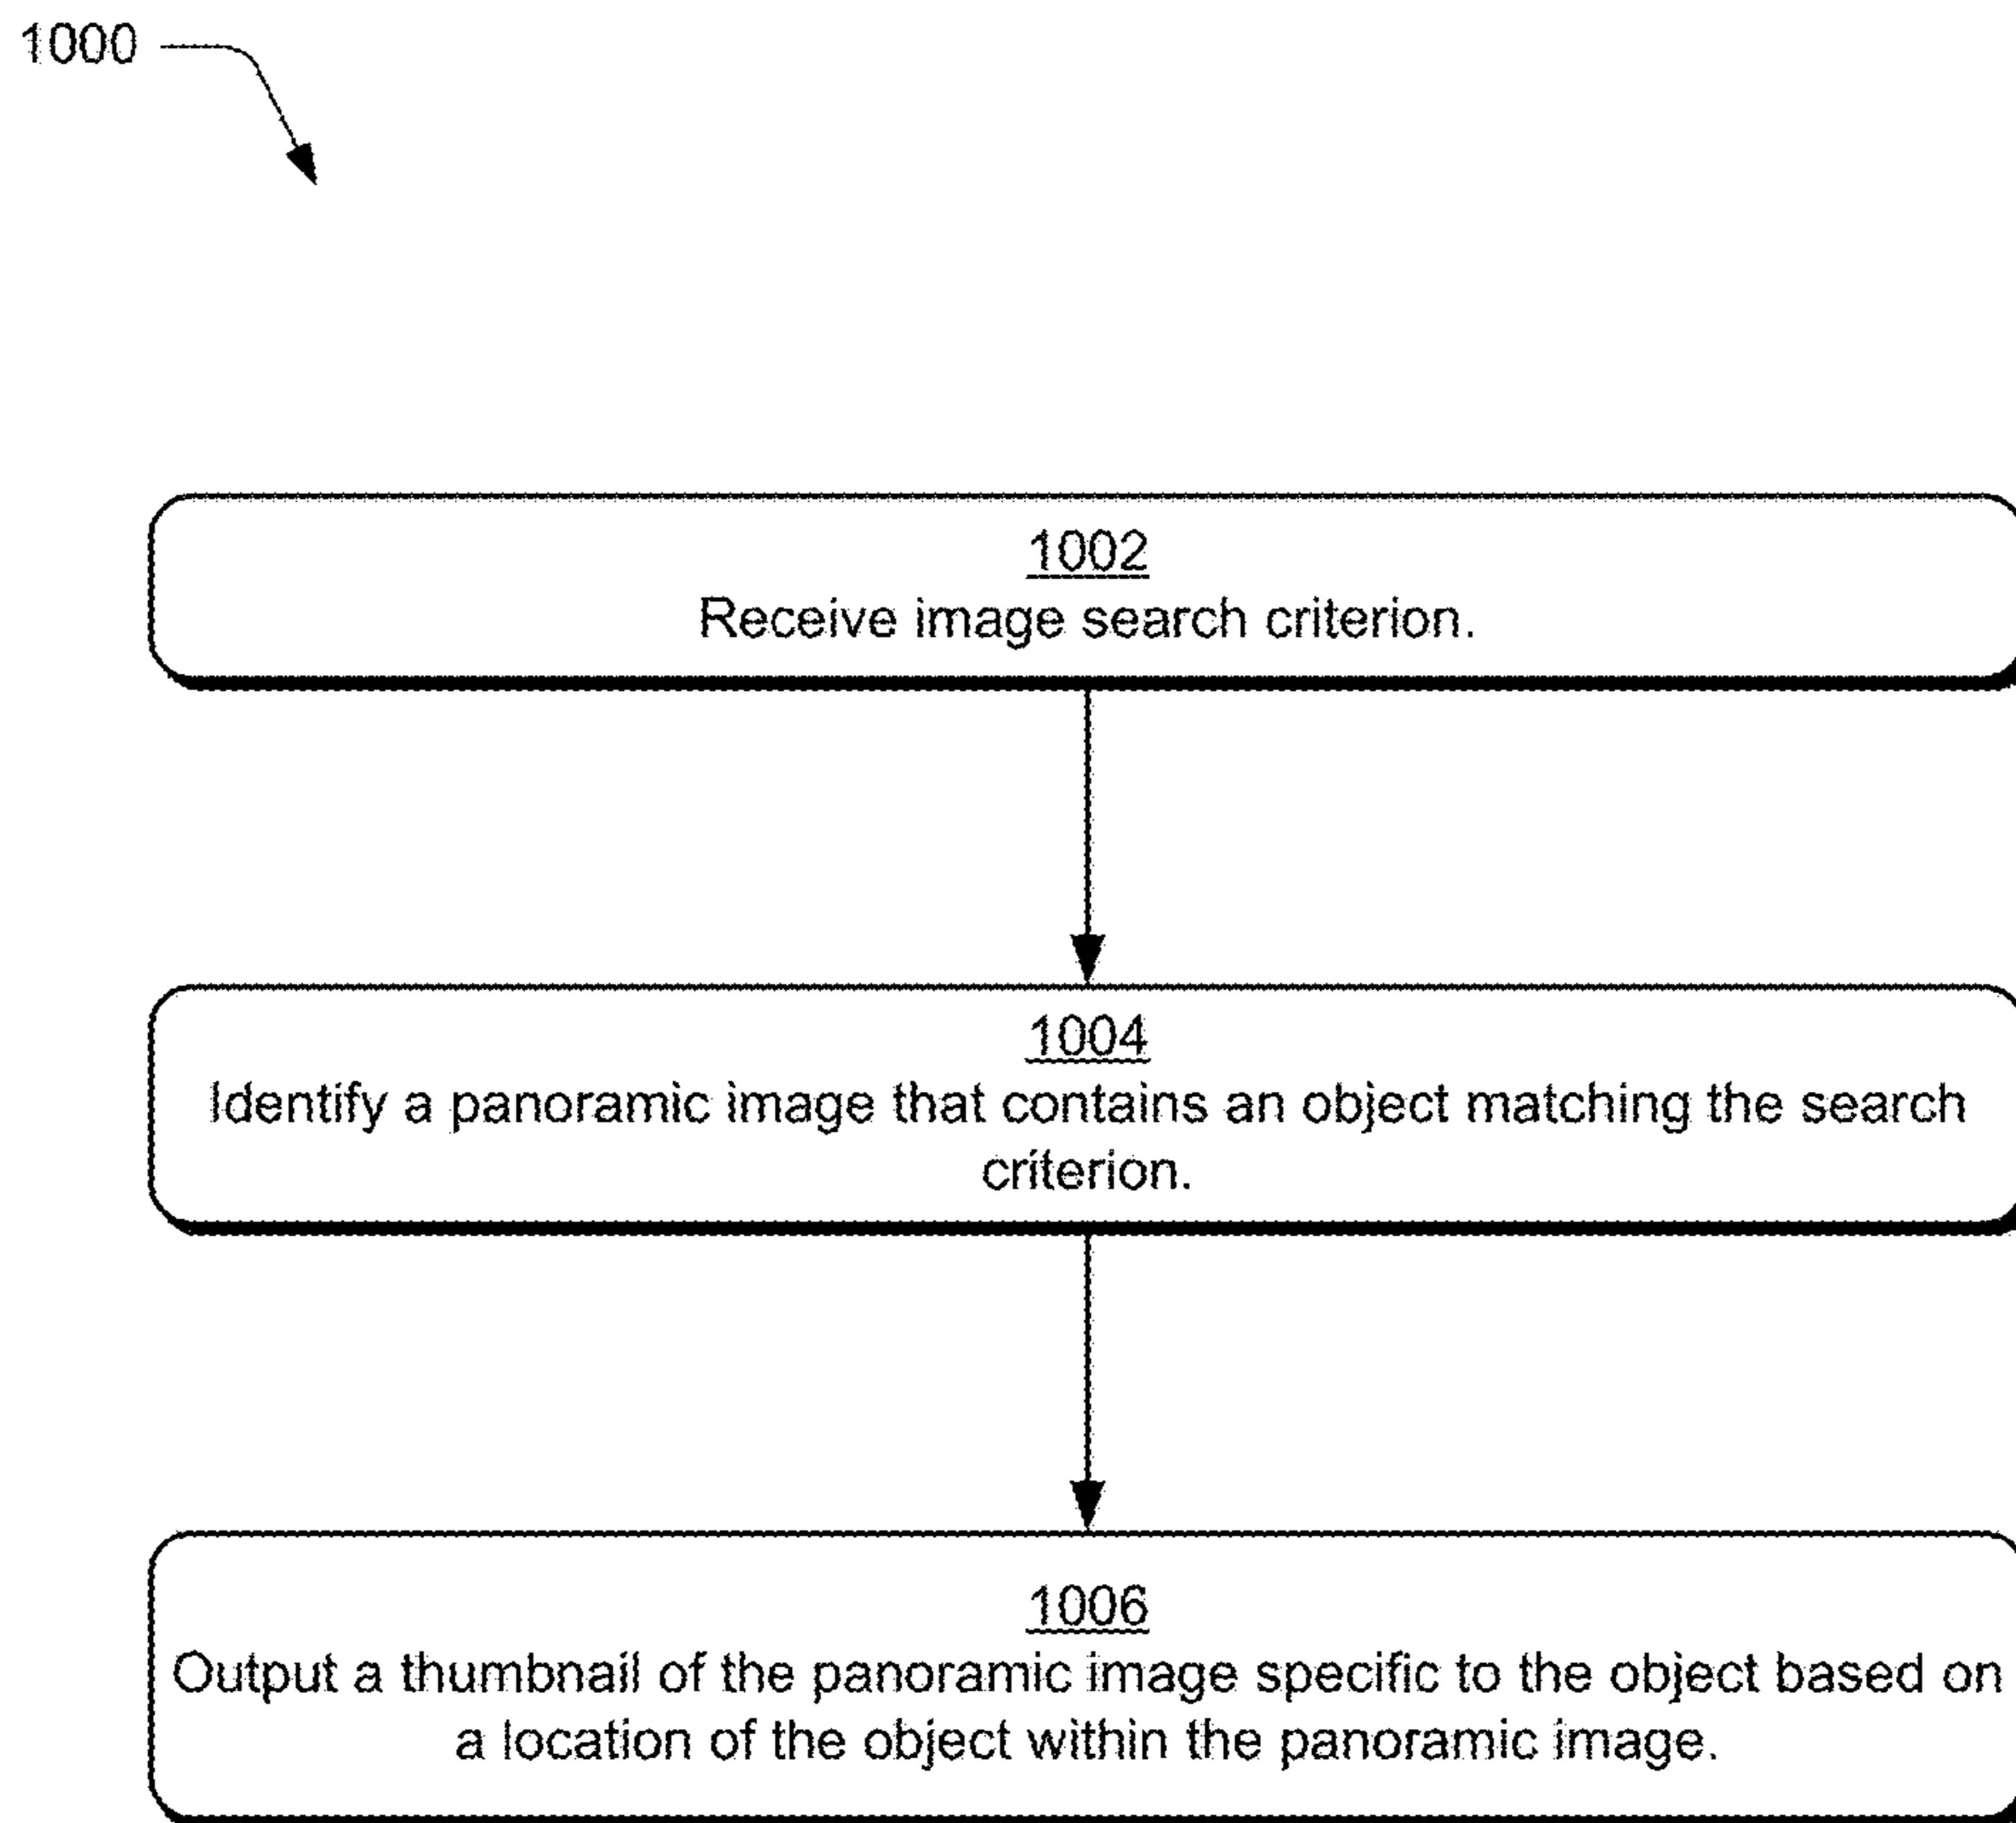 1000
1002
Receive image search criterion.
1004
Identify a panoramic image that contains an object matching the search
criterion.
1006
Output a thumbnail of the panoramic image specific to the object based on
a location of the object within the panoramic image.